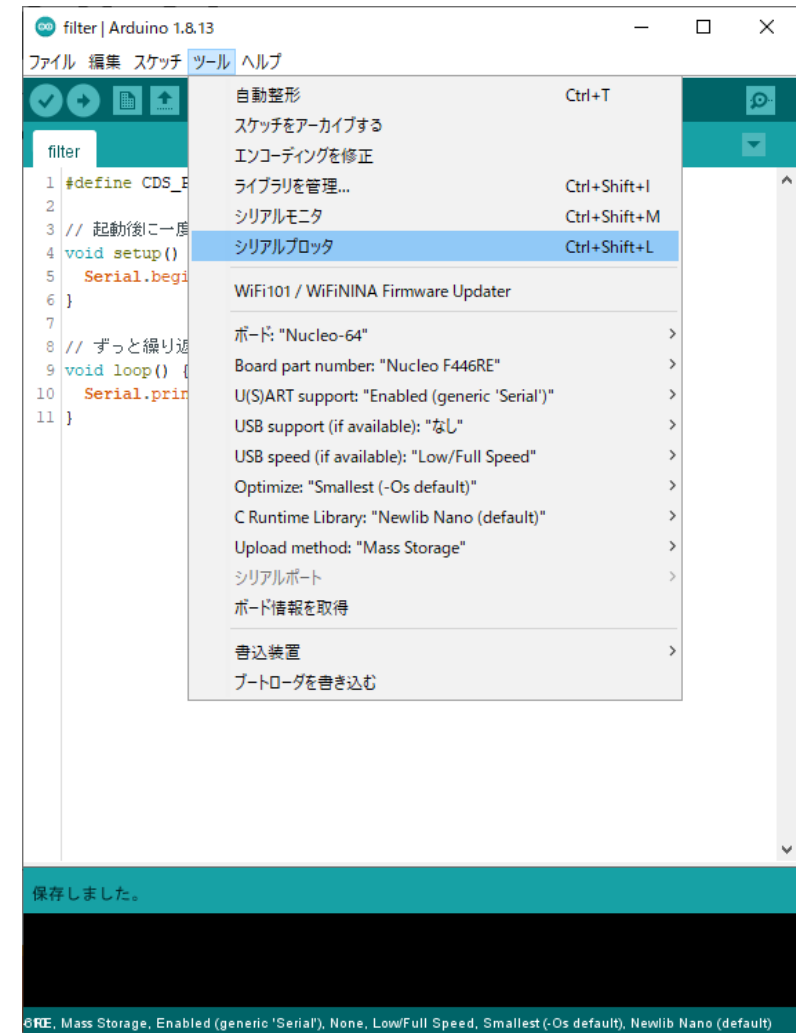 filter | Arduino 1.8.13
ファイル 編集 スケッチ ツール ヘルプ
自動整形 Ctrl+T
スケッチをアーカイブする
エンコーディングを修正
ライブラリを管理... Ctrl+Shift+I
シリアルモニタ Ctrl+Shift+M
シリアルプロッタ Ctrl+Shift+L
WiFi101 / WiFiNINA Firmware Updater
ボード: "Nucleo-64"
Board part number: "Nucleo F446RE"
U(S)ART support: "Enabled (generic 'Serial')"
USB support (if available): "なし"
USB speed (if available): "Low/Full Speed"
Optimize: "Smallest (-Os default)"
C Runtime Library: "Newlib Nano (default)"
Upload method: "Mass Storage"
シリアルポート
ボード情報を取得
書込装置
ブートローダを書き込む
filter
1 #define CDS_
2
3 // 起動後に一度
4 void setup()
5 Serial.begi
6 }
7
8 // ずっと繰り返
9 void loop() {
10 Serial.prin
11 }
保存しました。
RE, Mass Storage, Enabled (generic 'Serial'), None, Low/Full Speed, Smallest (-Os default), Newlib Nano (default)